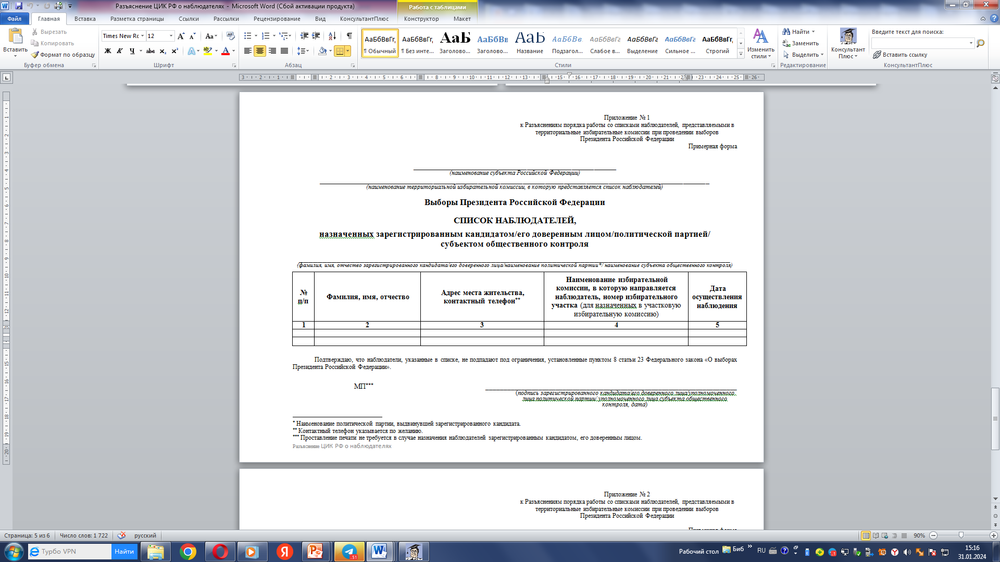 Разъяснение ЦИК РФ о наблюдателях - Microsoft Word (Сбой активации продукта)
Работа с таблицами
Файл Главная Вставка Разметка страницы Ссылки Рассылки Рецензирование Вид КонсультантПлюс Конструктор Макет
Вставить
Вырезать
Копировать
Формат по образцу
Буфер обмена
Times New Rc 12
Шрифт
Абзац
АаБбВвГг, АаБбВвГг, АаБ АаБбВв АаБ АаБбВв. АаБбВвГг АаБбВвГг АаБбВвГг АаБбВвГг,
¶ Обычный ¶ Без инте... Заголово... Заголово... Название Подзагол... Слабое в... Выделение Сильное ... Строгий
Стили
Изменить стили
Найти
Заменить
Выделить
Редактирование
Консультант Плюс
Введите текст для поиска:
Вставить ссылку
КонсультантПлюс
Приложение № 1
к Разъяснениям порядка работы со списками наблюдателей, представляемыми в
территориальные избирательные комиссии при проведении выборов
Президента Российской Федерации
Примерная форма
(наименование субъекта Российской Федерации)
(наименование территориальной избирательной комиссии, в которую представляется список наблюдателей)
Выборы Президента Российской Федерации
СПИСОК НАБЛЮДАТЕЛЕЙ,
назначенных зарегистрированным кандидатом/его доверенным лицом/политической партией/
субъектом общественного контроля
(фамилия, имя, отчество зарегистрированного кандидата/его доверенного лица/наименование политической партии*/ наименование субъекта общественного контроля)
№ п/п
Фамилия, имя, отчество
Адрес места жительства,
контактный телефон**
Наименование избирательной
комиссии, в которую направляется
наблюдатель, номер избирательного
участка (для назначенных в участковую
избирательную комиссию)
Дата
осуществления
наблюдения
1 2 3 4 5
Подтверждаю, что наблюдатели, указанные в списке, не подпадают под ограничения, установленные пунктом 8 статьи 23 Федерального закона «О выборах
Президента Российской Федерации».
МП***
(подпись зарегистрированного кандидата/его доверенного лица/уполномоченного
лица политической партии/ уполномоченного лица субъекта общественного
контроля, дата)
* Наименование политической партии, выдвинувшей зарегистрированного кандидата.
** Контактный телефон указывается по желанию.
*** Проставление печати не требуется в случае назначения наблюдателей зарегистрированным кандидатом, его доверенным лицом.
Разъяснение ЦИК РФ о наблюдателях
Приложение № 2
к Разъяснениям порядка работы со списками наблюдателей, представляемыми в
территориальные избирательные комиссии при проведении выборов
Президента Российской Федерации
Страница: 5 из 6 Число слов: 1 722 русский 90%
Турбо VPN Найти
Рабочий стол Биб » RU
15:16
31.01.2024